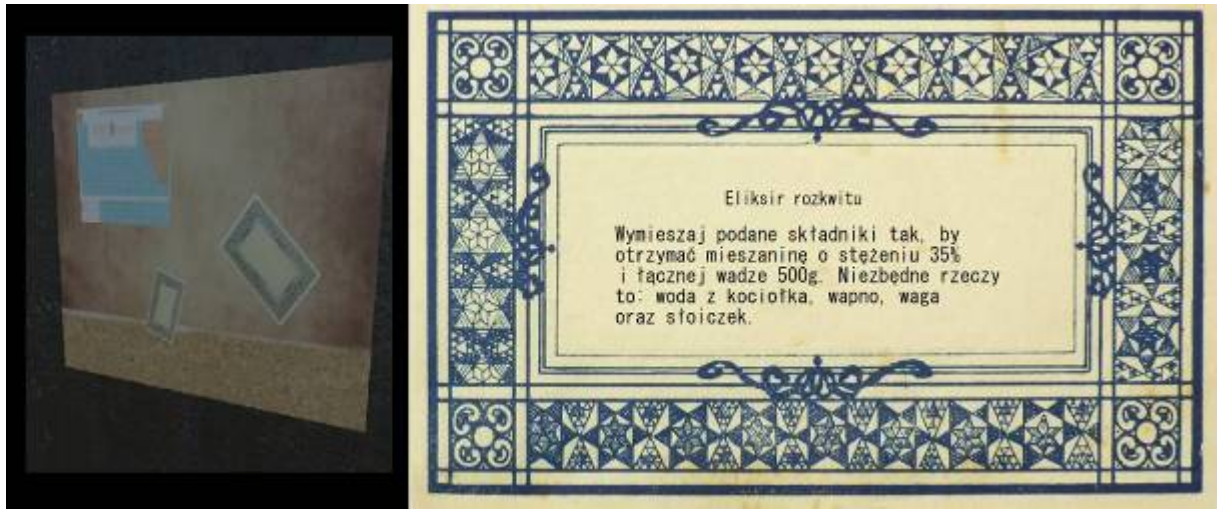 Eliksir rozkwitu
Wymieszaj podane składniki tak, by
otrzymać mieszaninę o stężeniu 35%
i łącznej wadze 500g. Niezbędne rzeczy
to: woda z kociołka, wapno, waga
oraz słoiczek.